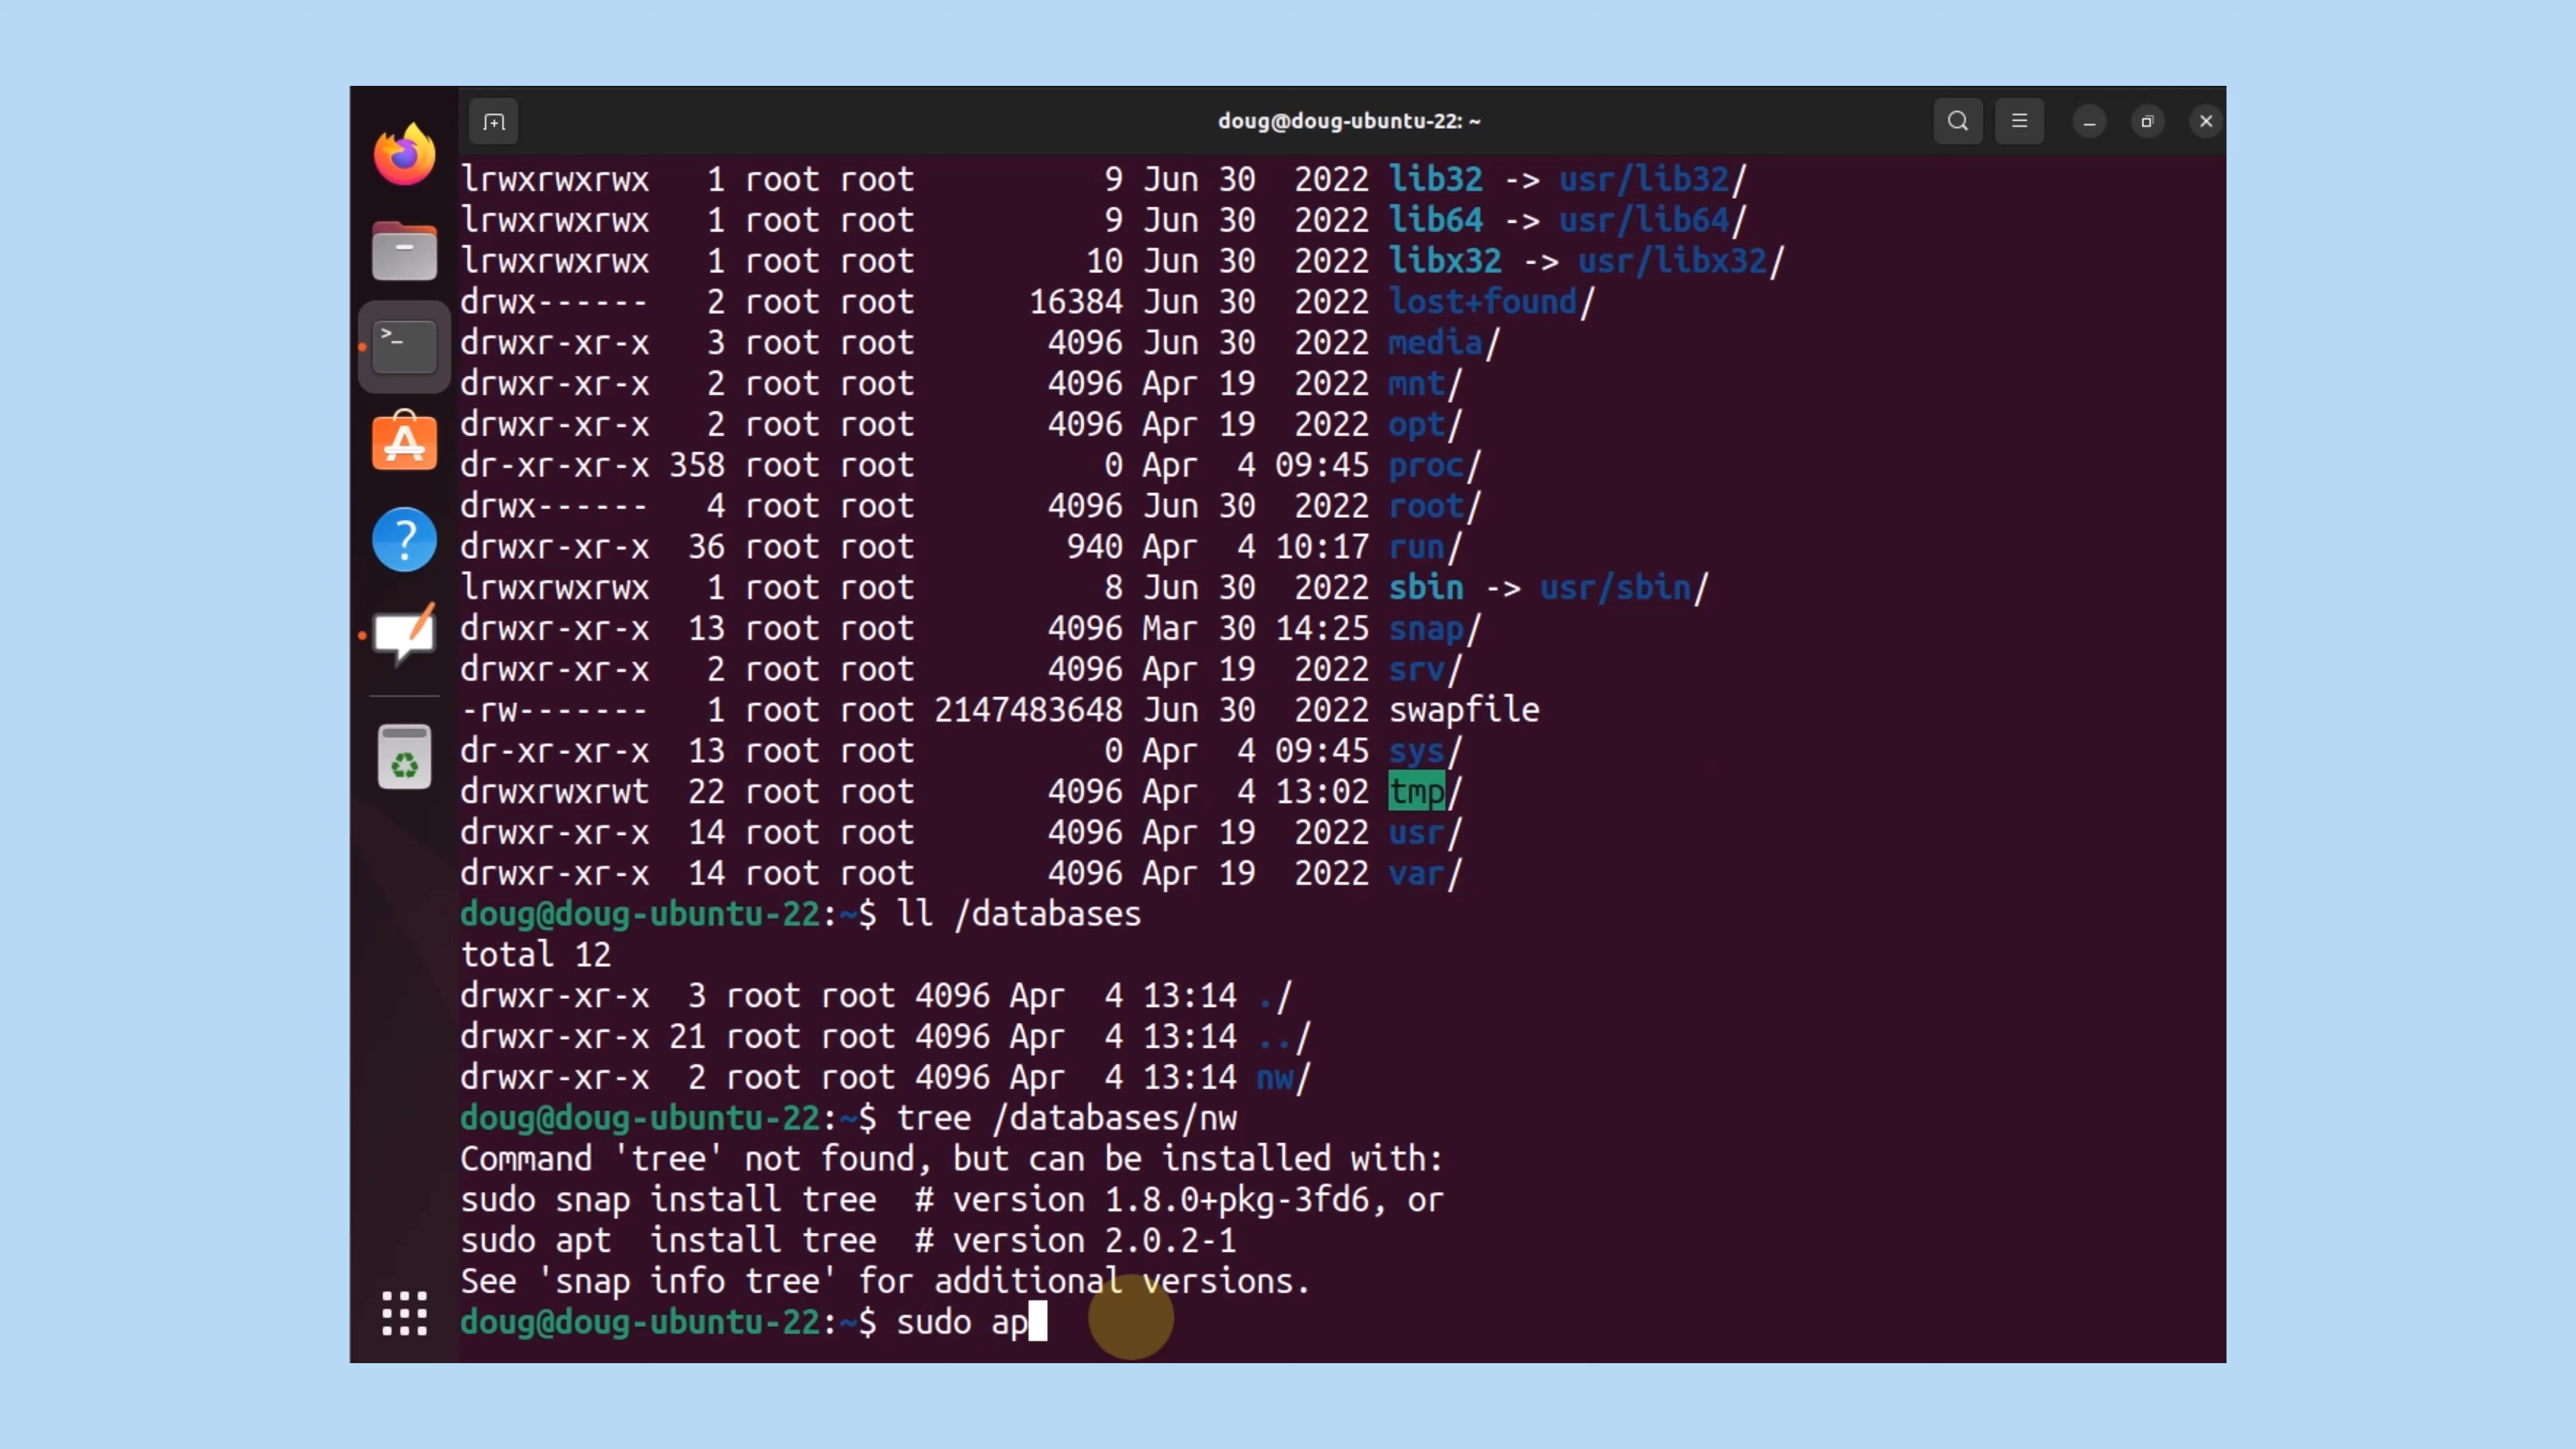 doug@doug-ubuntu-22: ~
lrwxrwxrwx   1 root root          9 Jun 30  2022 lib32 -> usr/lib32/
lrwxrwxrwx   1 root root          9 Jun 30  2022 lib64 -> usr/lib64/
lrwxrwxrwx   1 root root         10 Jun 30  2022 libx32 -> usr/libx32/
drwx------   2 root root      16384 Jun 30  2022 lost+found/
drwxr-xr-x   3 root root       4096 Jun 30  2022 media/
drwxr-xr-x   2 root root       4096 Apr 19  2022 mnt/
drwxr-xr-x   2 root root       4096 Apr 19  2022 opt/
dr-xr-xr-x 358 root root          0 Apr  4 09:45 proc/
drwx------   4 root root       4096 Jun 30  2022 root/
drwxr-xr-x  36 root root        940 Apr  4 10:17 run/
lrwxrwxrwx   1 root root          8 Jun 30  2022 sbin -> usr/sbin/
drwxr-xr-x  13 root root       4096 Mar 30 14:25 snap/
drwxr-xr-x   2 root root       4096 Apr 19  2022 srv/
-rw-------   1 root root 2147483648 Jun 30  2022 swapfile
dr-xr-xr-x  13 root root          0 Apr  4 09:45 sys/
drwxrwxrwt  22 root root       4096 Apr  4 13:02 tmp/
drwxr-xr-x  14 root root       4096 Apr 19  2022 usr/
drwxr-xr-x  14 root root       4096 Apr 19  2022 var/
doug@doug-ubuntu-22:~$ ll /databases
total 12
drwxr-xr-x  3 root root 4096 Apr  4 13:14 ./
drwxr-xr-x 21 root root 4096 Apr  4 13:14 ../
drwxr-xr-x  2 root root 4096 Apr  4 13:14 nw/
doug@doug-ubuntu-22:~$ tree /databases/nw
Command 'tree' not found, but can be installed with:
sudo snap install tree  # version 1.8.0+pkg-3fd6, or
sudo apt  install tree  # version 2.0.2-1
See 'snap info tree' for additional versions.
doug@doug-ubuntu-22:~$ sudo ap